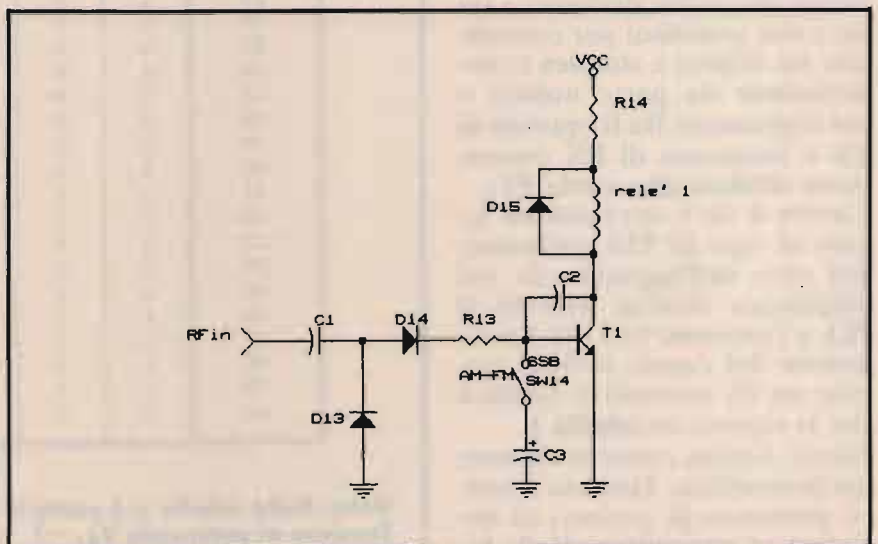 VCC
R14
rele' 1
D15
C2
RFin
C1
D14
R13
T1
SSB
AM-FM
SW14
D13
+
C3